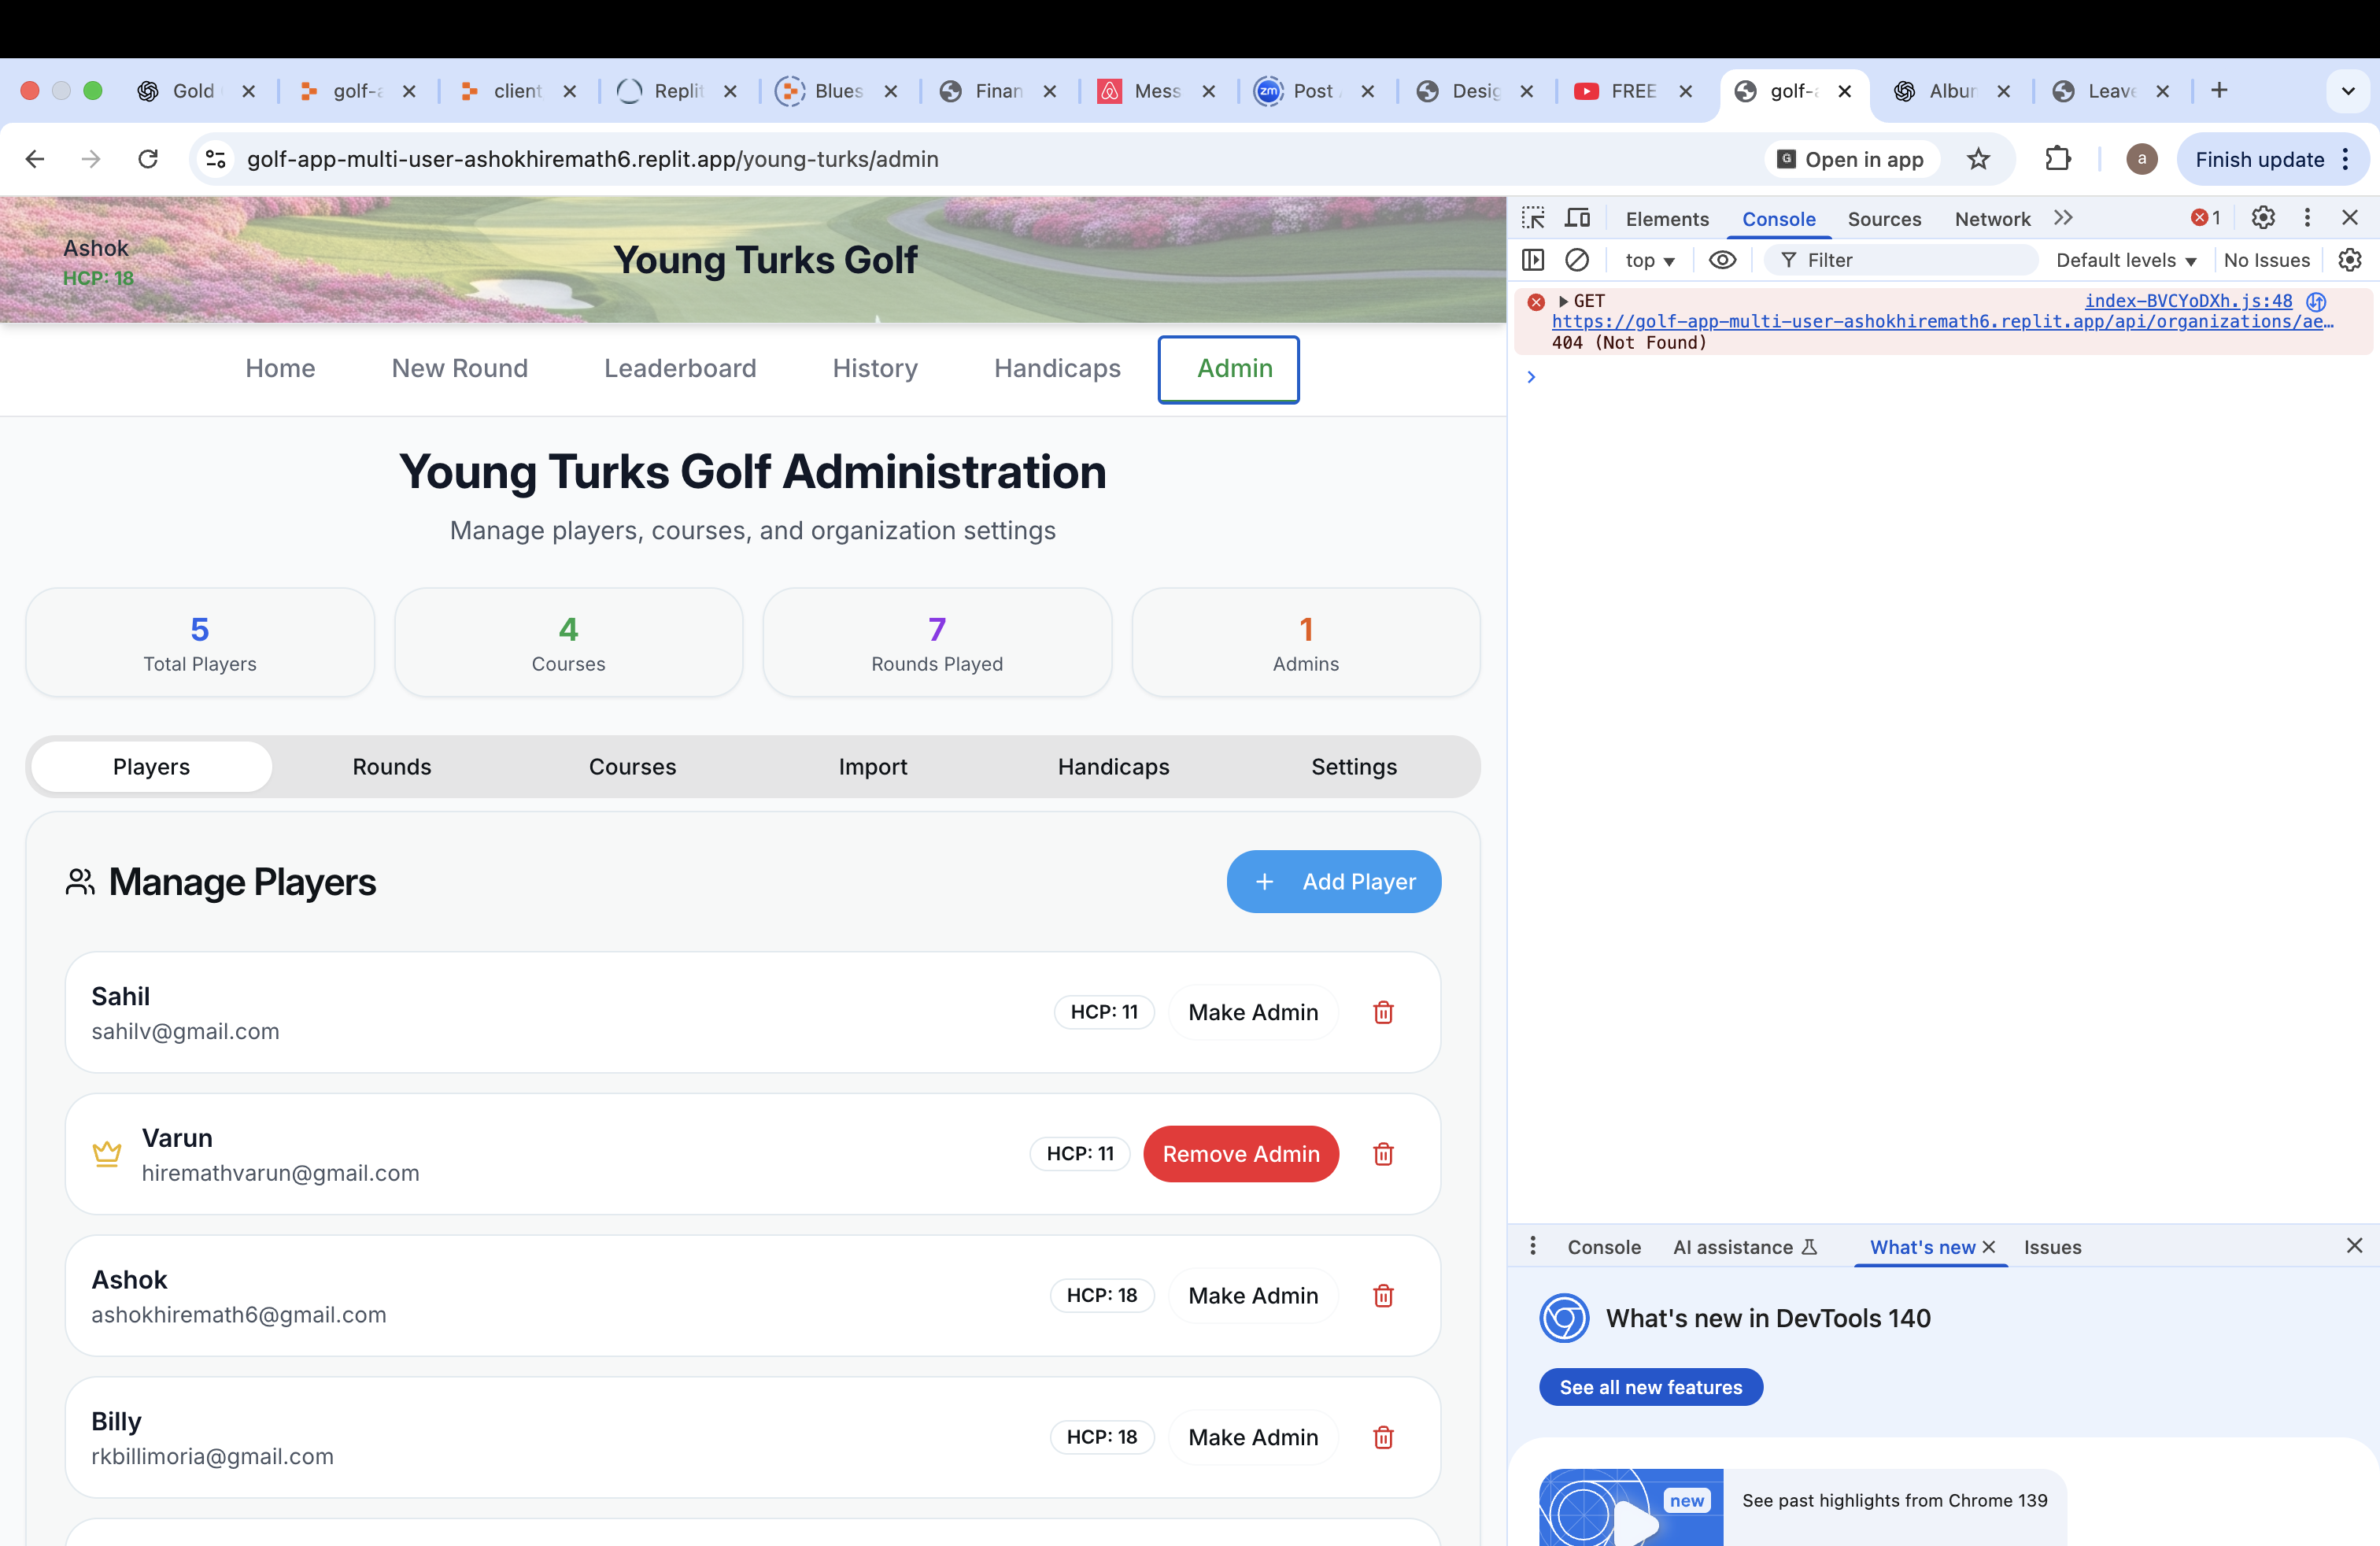 Gold
golf-a
client
Replit
Blues
Finan
Mess
Post
Desig
FREE
golf-a
Album
Leave
golf-app-multi-user-ashokhiremath6.replit.app/young-turks/admin
Open in app
a
Finish update
Ashok
HCP: 18
Young Turks Golf
Home
New Round
Leaderboard
History
Handicaps
Admin
Young Turks Golf Administration
Manage players, courses, and organization settings
5
Total Players
4
Courses
7
Rounds Played
1
Admins
Players
Rounds
Courses
Import
Handicaps
Settings
Manage Players
+ Add Player
Sahil
sahilv@gmail.com
HCP: 11
Make Admin
Varun
hiremathvarun@gmail.com
HCP: 11
Remove Admin
Ashok
ashokhiremath6@gmail.com
HCP: 18
Make Admin
Billy
rkbillimoria@gmail.com
HCP: 18
Make Admin
Elements
Console
Sources
Network
1
top
Filter
Default levels
No Issues
GET
index-BVCYoDXh.js:48
https://golf-app-multi-user-ashokhiremath6.replit.app/api/organizations/ae…
404 (Not Found)
Console
AI assistance
What's new
Issues
What's new in DevTools 140
See all new features
new
See past highlights from Chrome 139